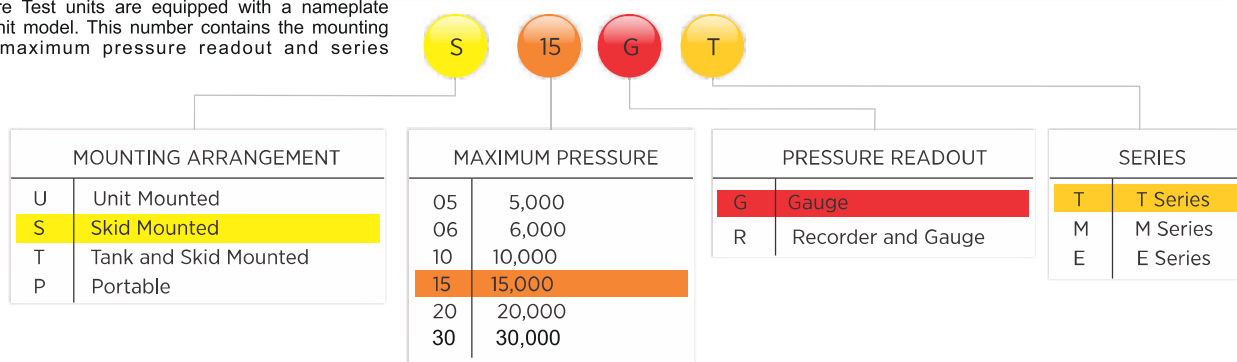 re Test units are equipped with a nameplate
nit model. This number contains the mounting
maximum pressure readout and series
S 15 G T
MOUNTING ARRANGEMENT
U Unit Mounted
S Skid Mounted
T Tank and Skid Mounted
P Portable
MAXIMUM PRESSURE
05 5,000
06 6,000
10 10,000
15 15,000
20 20,000
30 30,000
PRESSURE READOUT
G Gauge
R Recorder and Gauge
SERIES
T T Series
M M Series
E E Series